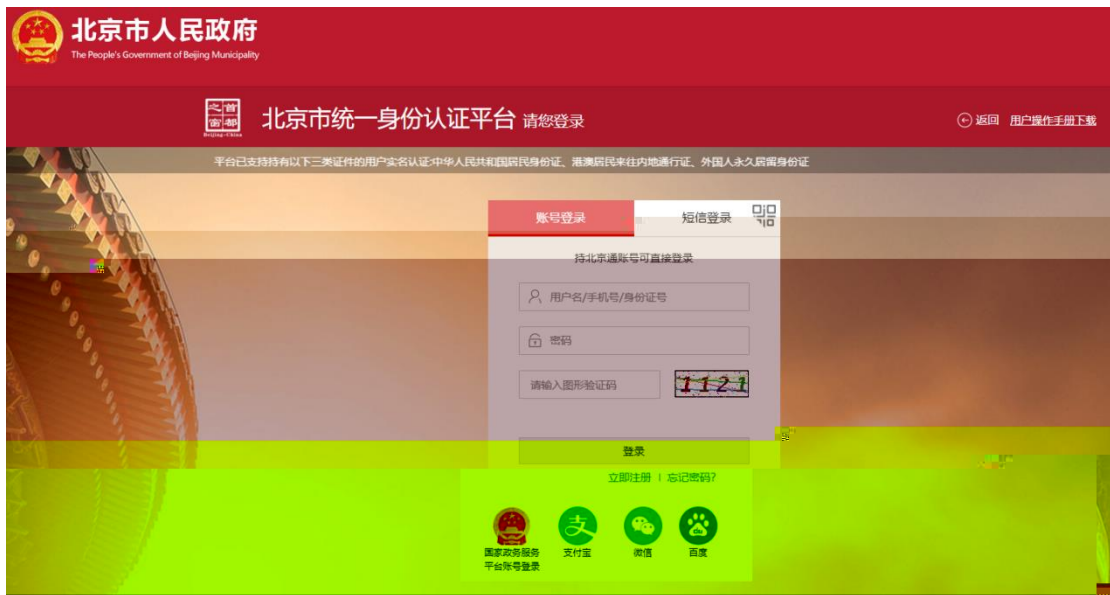 北京市人民政府
The People's Government of Beijing Municipality
首都之窗
Beijing-China
北京市统一身份认证平台 请您登录
返回 用户操作手册下载
平台已支持持有以下三类证件的用户实名认证:中华人民共和国居民身份证、港澳居民来往内地通行证、外国人永久居留身份证
账号登录 短信登录
持北京通账号可直接登录
用户名/手机号/身份证号
密码
请输入图形验证码 1121
登录
立即注册 | 忘记密码?
国家政务服务 支付宝 微信 百度
平台账号登录